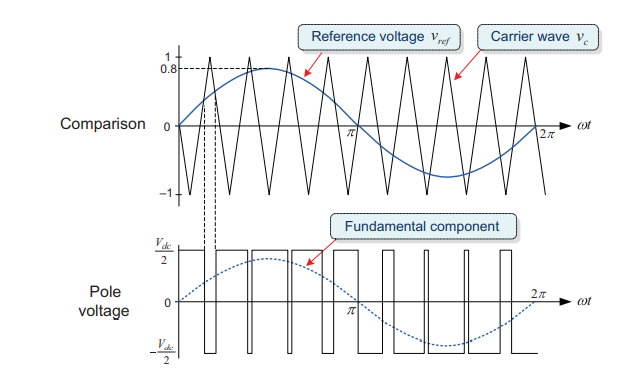 Reference voltage v_ref
Carrier wave v_c
1
0.8
Comparison
0
π
2π
ωt
−1
Fundamental component
V_dc/2
Pole
voltage
0
π
2π
ωt
−V_dc/2